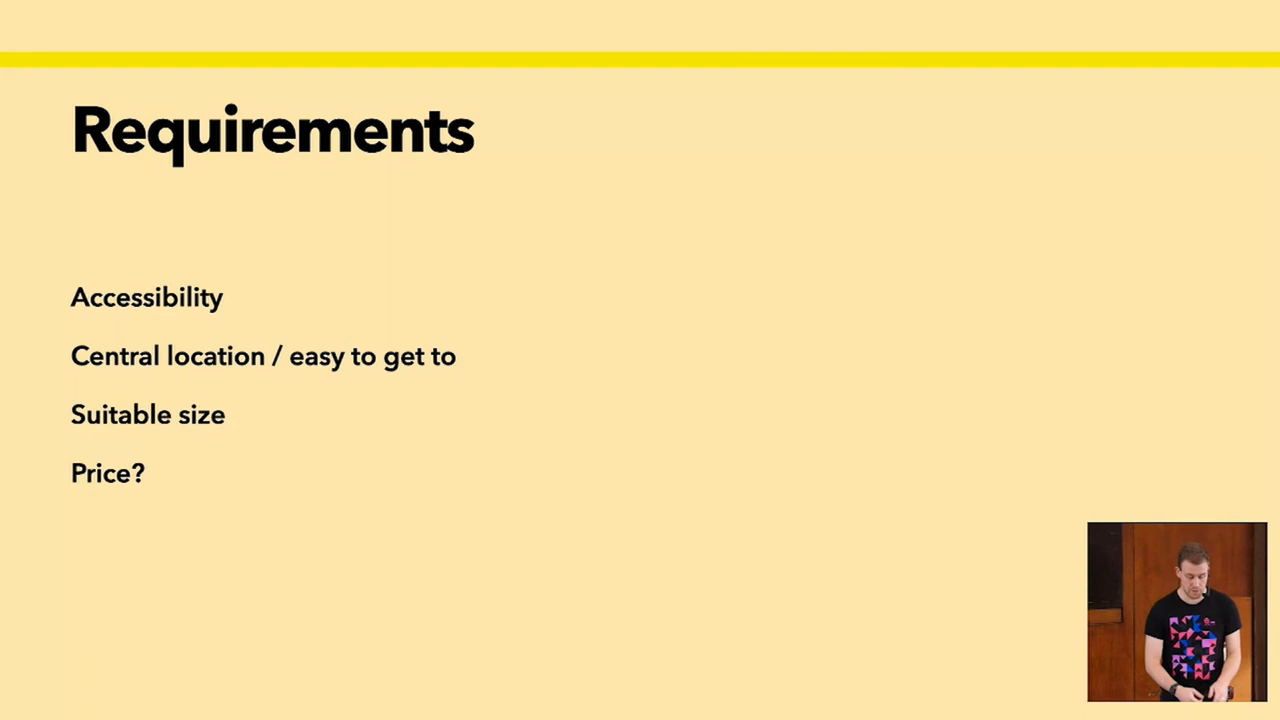 Requirements
Accessibility
Central location / easy to get to
Suitable size
Price?